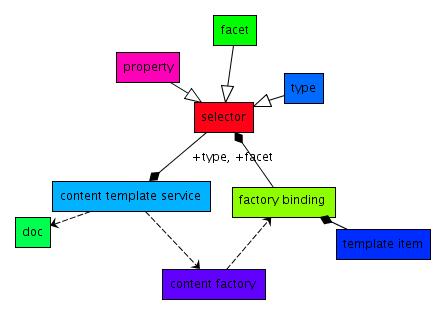 facet
property
type
selector
+type, +facet
content template service
factory binding
doc
template item
content factory